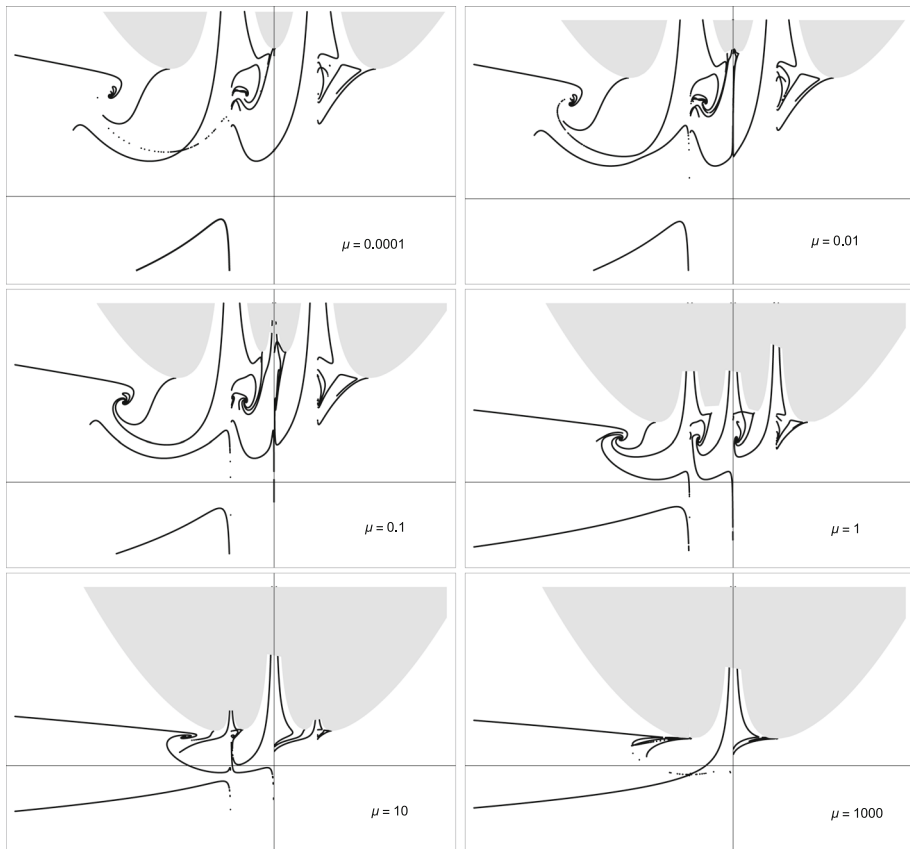 μ = 0.0001
μ = 0.01
μ = 0.1
μ = 1
μ = 10
μ = 1000